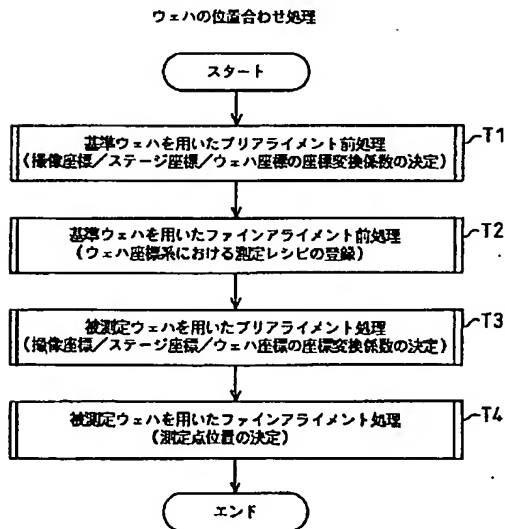 ウェハの位置合わせ処理
スタート
基準ウェハを用いたプリアライメント前処理
(撮像座標/ステージ座標/ウェハ座標の座標変換係数の決定)
T1
基準ウェハを用いたファインアライメント前処理
(ウェハ座標系における測定レシピの登録)
T2
被測定ウェハを用いたプリアライメント処理
(撮像座標/ステージ座標/ウェハ座標の座標変換係数の決定)
T3
被測定ウェハを用いたファインアライメント処理
(測定点位置の決定)
T4
エンド